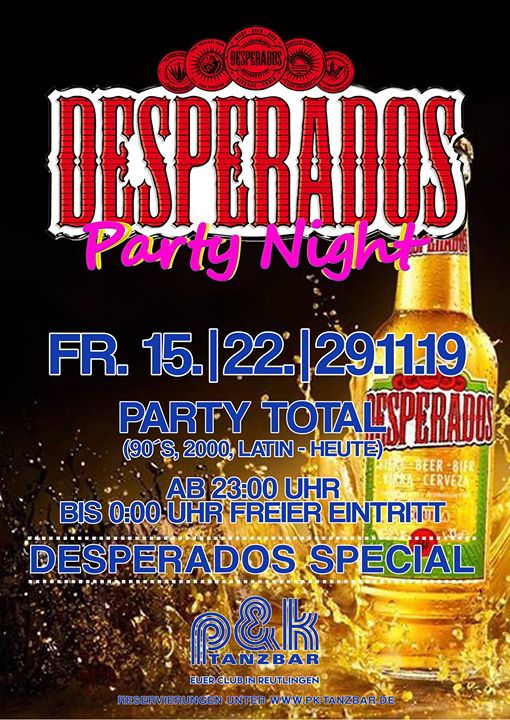 DESPERADOS
DESPERADOS
Party Night
FR. 15.|22.|29.11.19
PARTY TOTAL
(90´S, 2000, LATIN - HEUTE)
AB 23:00 UHR
BIS 0:00 UHR FREIER EINTRITT
DESPERADOS SPECIAL
p&k
TANZBAR
EUER CLUB IN REUTLINGEN
RESERVIERUNGEN UNTER WWW.PK-TANZBAR.DE
DESPERADOS
DESPERADOS
BIÈRE - BEER - BIER
BIRRA - CERVEZA